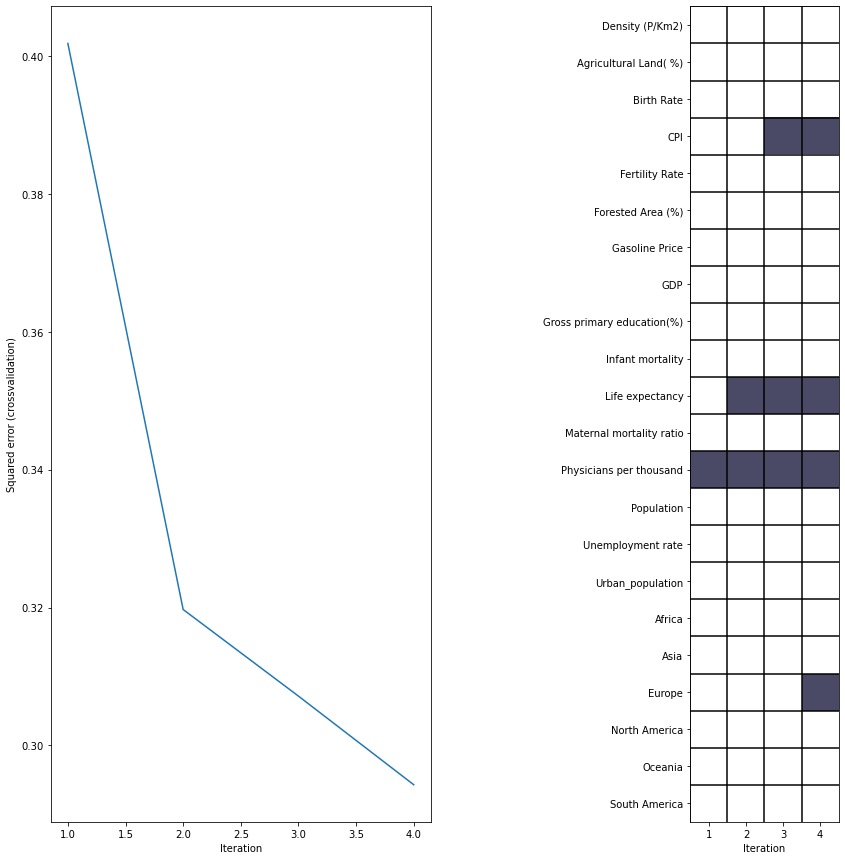 0.40
0.38
0.36
0.34
0.32
0.30
Squared error (crossvalidation)
1.0 1.5 2.0 2.5 3.0 3.5 4.0
Iteration
Density (P/Km2)
Agricultural Land( %)
Birth Rate
CPI
Fertility Rate
Forested Area (%)
Gasoline Price
GDP
Gross primary education(%)
Infant mortality
Life expectancy
Maternal mortality ratio
Physicians per thousand
Population
Unemployment rate
Urban_population
Africa
Asia
Europe
North America
Oceania
South America
1 2 3 4
Iteration